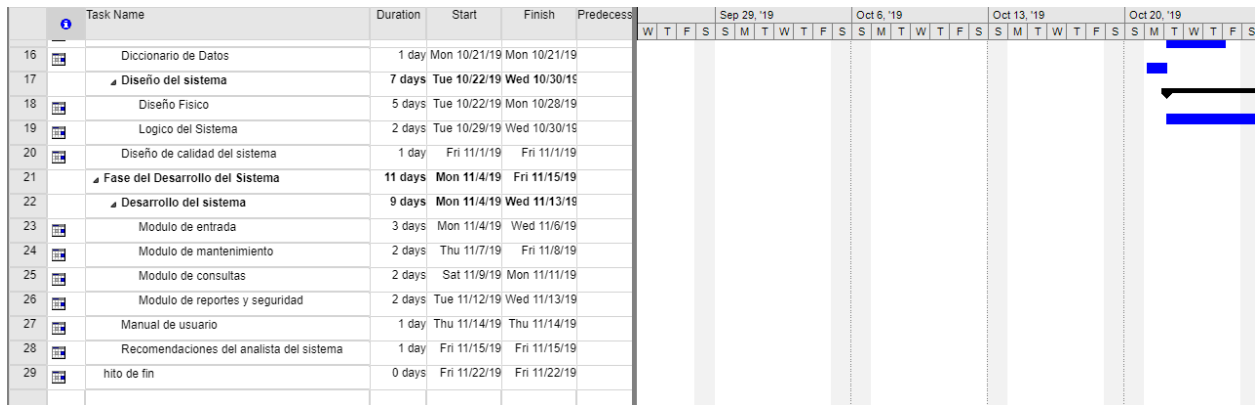 Task Name Duration Start Finish Predecess
Sep 29, '19 Oct 6, '19 Oct 13, '19 Oct 20, '19
W T F S S M T W T F S S M T W T F S S M T W T F S S M T W T F S
16 Diccionario de Datos 1 day Mon 10/21/19 Mon 10/21/19
17 Diseño del sistema 7 days Tue 10/22/19 Wed 10/30/19
18 Diseño Fisico 5 days Tue 10/22/19 Mon 10/28/19
19 Logico del Sistema 2 days Tue 10/29/19 Wed 10/30/19
20 Diseño de calidad del sistema 1 day Fri 11/1/19 Fri 11/1/19
21 Fase del Desarrollo del Sistema 11 days Mon 11/4/19 Fri 11/15/19
22 Desarrollo del sistema 9 days Mon 11/4/19 Wed 11/13/19
23 Modulo de entrada 3 days Mon 11/4/19 Wed 11/6/19
24 Modulo de mantenimiento 2 days Thu 11/7/19 Fri 11/8/19
25 Modulo de consultas 2 days Sat 11/9/19 Mon 11/11/19
26 Modulo de reportes y seguridad 2 days Tue 11/12/19 Wed 11/13/19
27 Manual de usuario 1 day Thu 11/14/19 Thu 11/14/19
28 Recomendaciones del analista del sistema 1 day Fri 11/15/19 Fri 11/15/19
29 hito de fin 0 days Fri 11/22/19 Fri 11/22/19